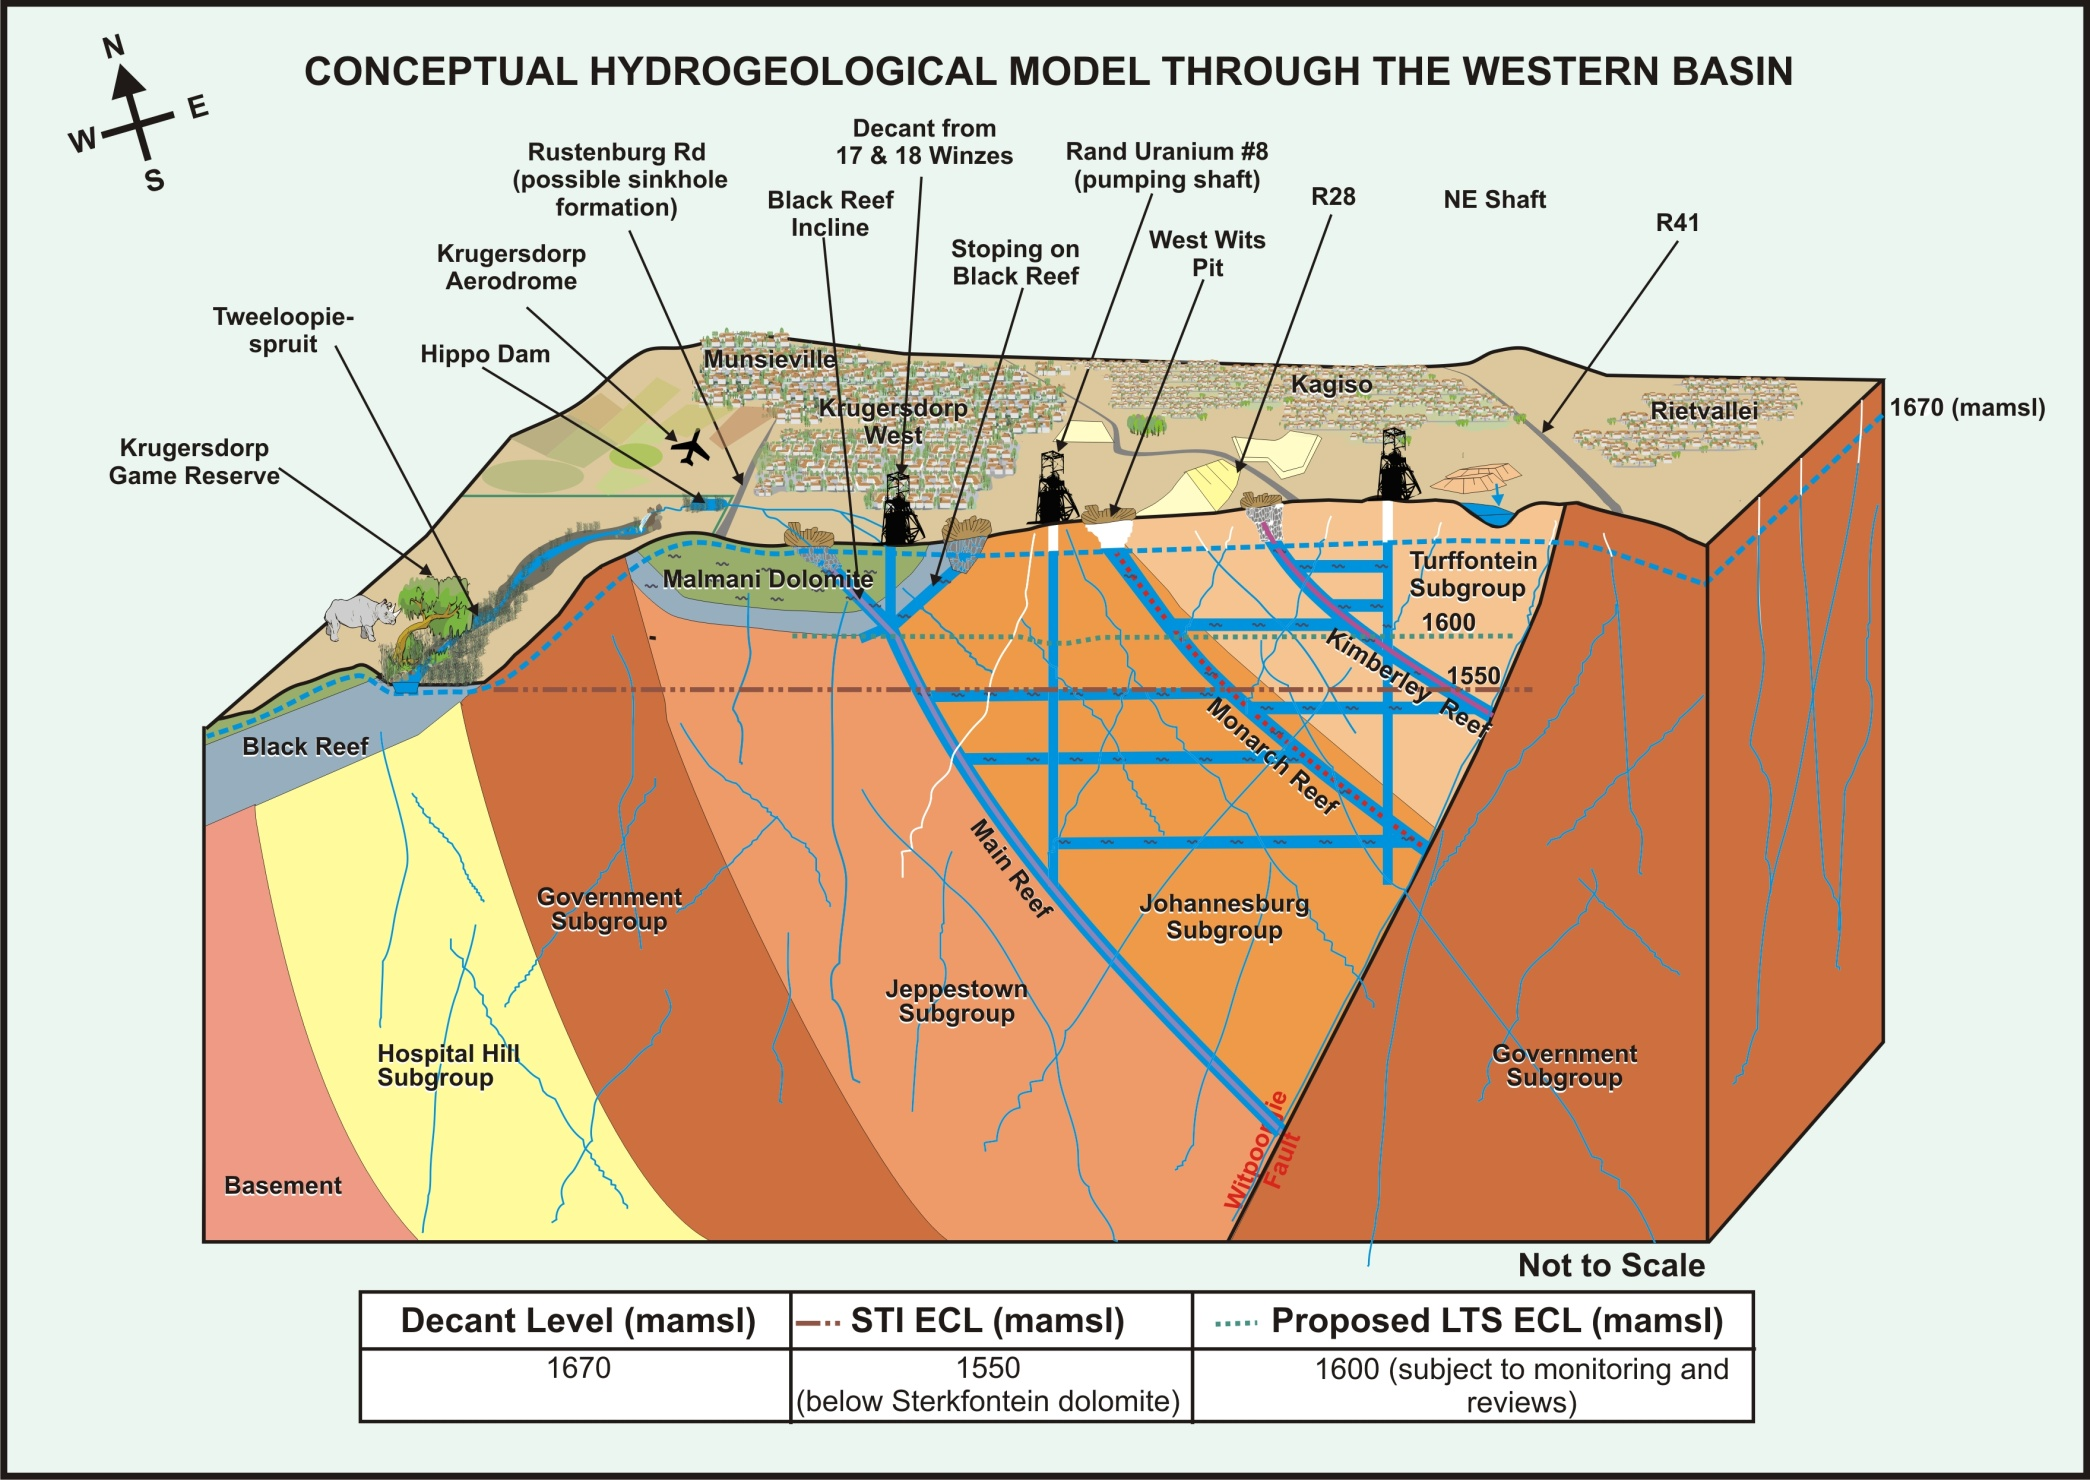 N
W
E
S
CONCEPTUAL HYDROGEOLOGICAL MODEL THROUGH THE WESTERN BASIN
Decant from
17 & 18 Winzes
Rustenburg Rd
(possible sinkhole
formation)
Rand Uranium #8
(pumping shaft)
Black Reef
Incline
R28
NE Shaft
R41
Krugersdorp
Aerodrome
Stoping on
Black Reef
West Wits
Pit
Tweeloopie-
spruit
Hippo Dam
Krugersdorp
Game Reserve
Munsieville
Krugersdorp
West
Kagiso
Rietvallei
1670 (mamsl)
Malmani Dolomite
Turffontein
Subgroup
1600
1550
Kimberley Reef
Monarch Reef
Main Reef
Black Reef
Government
Subgroup
Johannesburg
Subgroup
Jeppestown
Subgroup
Hospital Hill
Subgroup
Government
Subgroup
Basement
Witpoortjie
Fault
Not to Scale
Decant Level (mamsl)
STI ECL (mamsl)
Proposed LTS ECL (mamsl)
1670
1550
(below Sterkfontein dolomite)
1600 (subject to monitoring and
reviews)